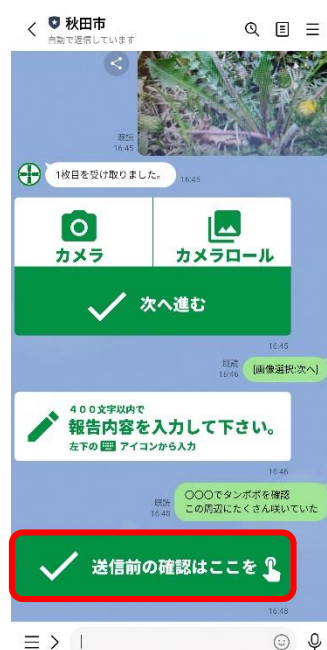 秋田市
自動で返信しています
既読
16:45
1枚目を受け取りました。
16:45
カメラ
カメラロール
次へ進む
16:45
既読
16:46
[画像選択:次へ]
400文字以内で
報告内容を入力して下さい。
左下の アイコンから入力
16:46
既読
16:48
〇〇〇でタンポポを確認
この周辺にたくさん咲いていた
送信前の確認はここを
16:48